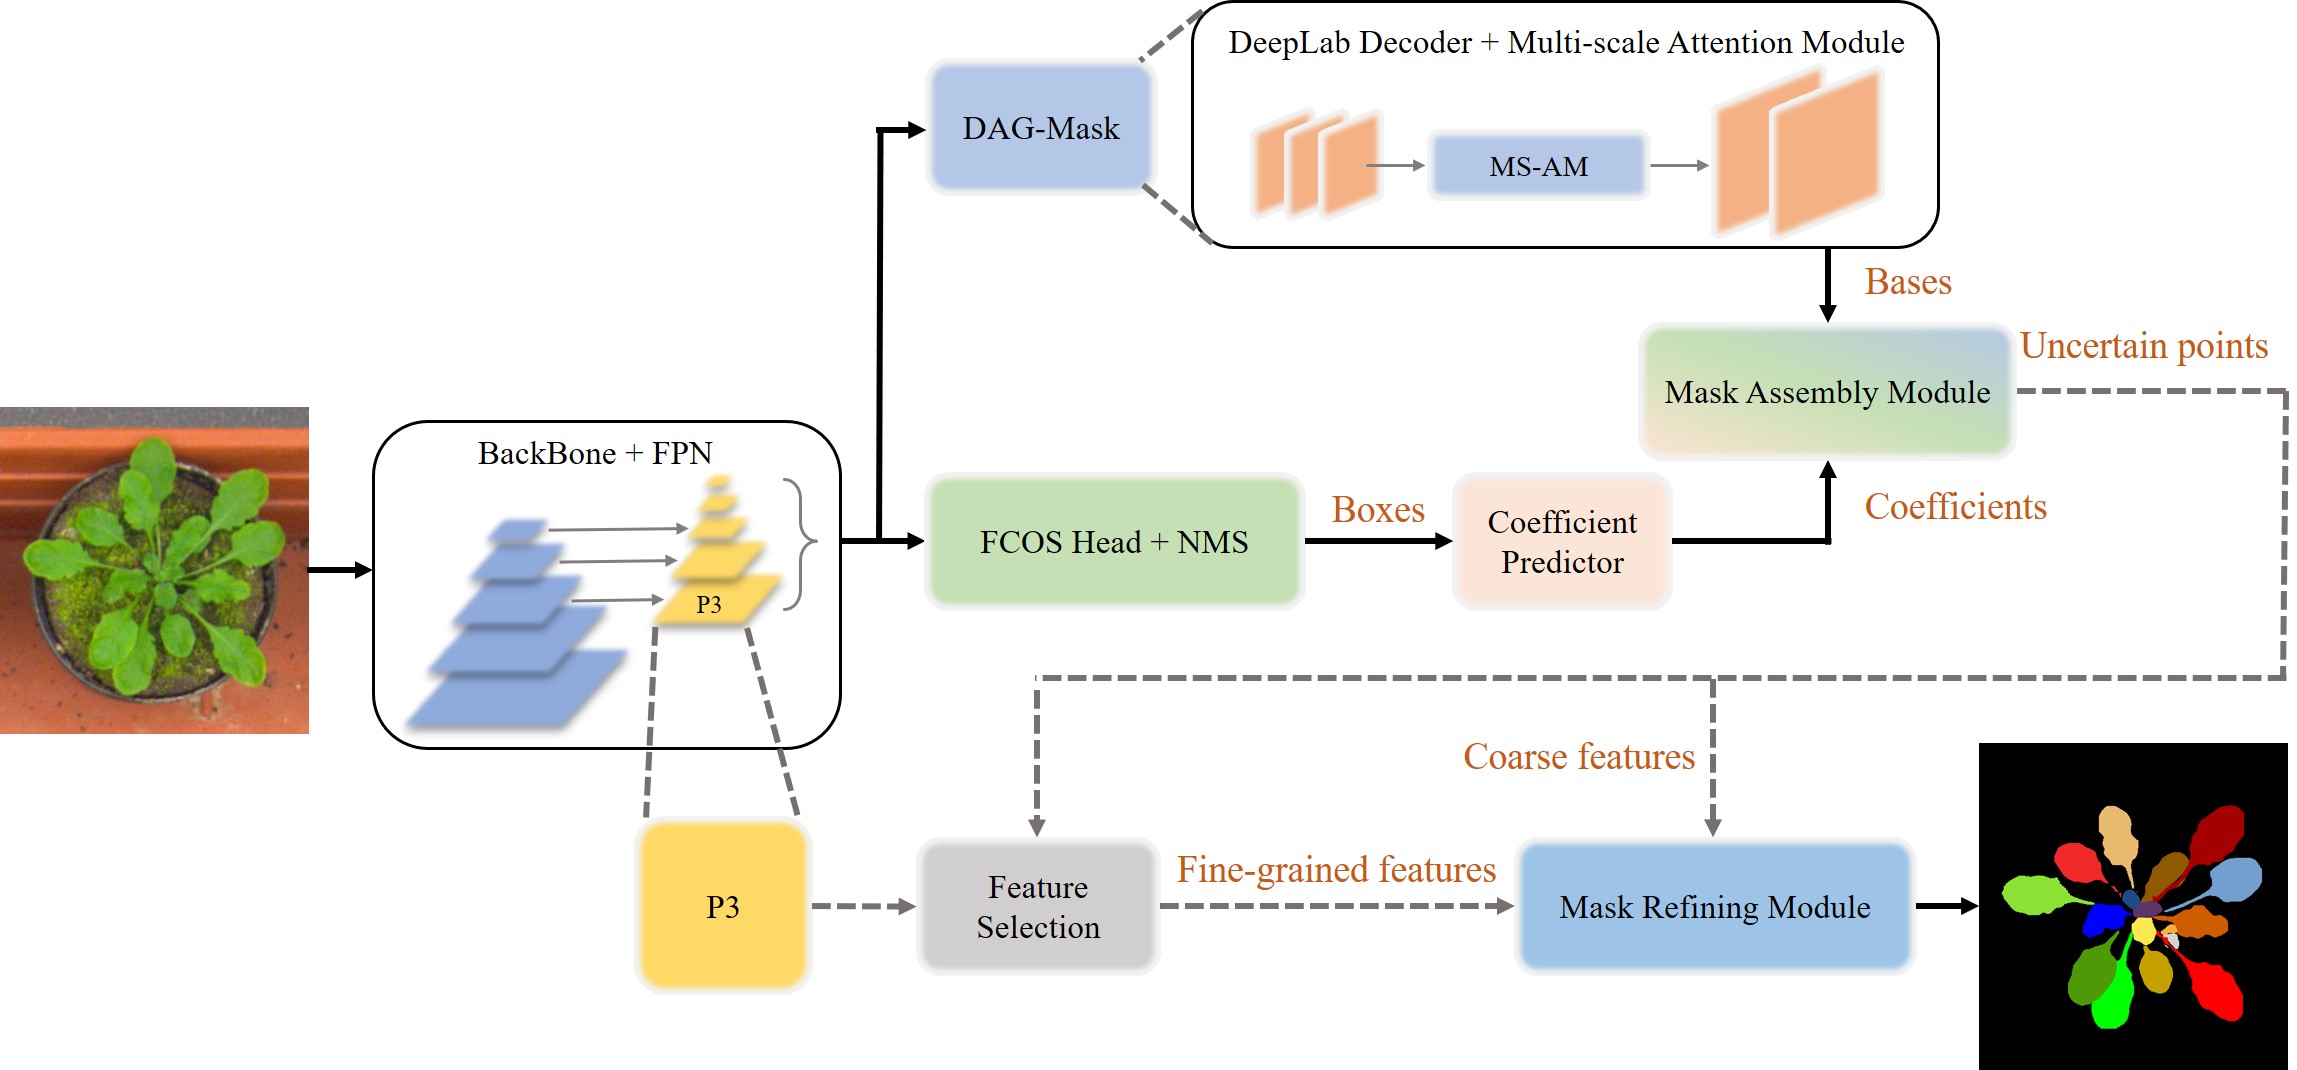 DeepLab Decoder + Multi-scale Attention Module
DAG-Mask
MS-AM
Bases
Uncertain points
Mask Assembly Module
BackBone + FPN
P3
FCOS Head + NMS
Boxes
Coefficient
Predictor
Coefficients
Coarse features
P3
Feature
Selection
Fine-grained features
Mask Refining Module